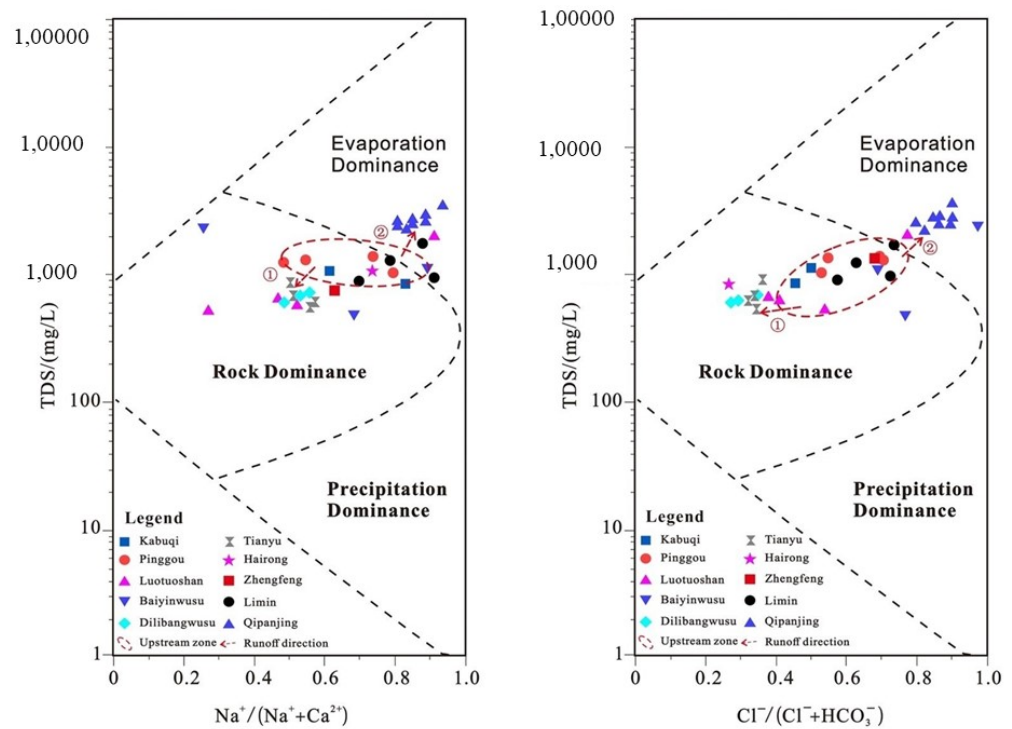 1,00000
1,0000
1,000
100
10
1
TDS/(mg/L)
Evaporation
Dominance
②
①
Rock Dominance
Precipitation
Dominance
Legend
Kabuqi
Tianyu
Pinggou
Hairong
Luotuoshan
Zhengfeng
Baiyinwusu
Limin
Dilibangwusu
Qipanjing
Upstream zone
Runoff direction
0 0.2 0.4 0.6 0.8 1.0
Na⁺/(Na⁺+Ca²⁺)
1,00000
1,0000
1,000
100
10
1
TDS/(mg/L)
Evaporation
Dominance
②
①
Rock Dominance
Precipitation
Dominance
Legend
Kabuqi
Tianyu
Pinggou
Hairong
Luotuoshan
Zhengfeng
Baiyinwusu
Limin
Dilibangwusu
Qipanjing
Upstream zone
Runoff direction
0 0.2 0.4 0.6 0.8 1.0
Cl⁻/(Cl⁻+HCO₃⁻)